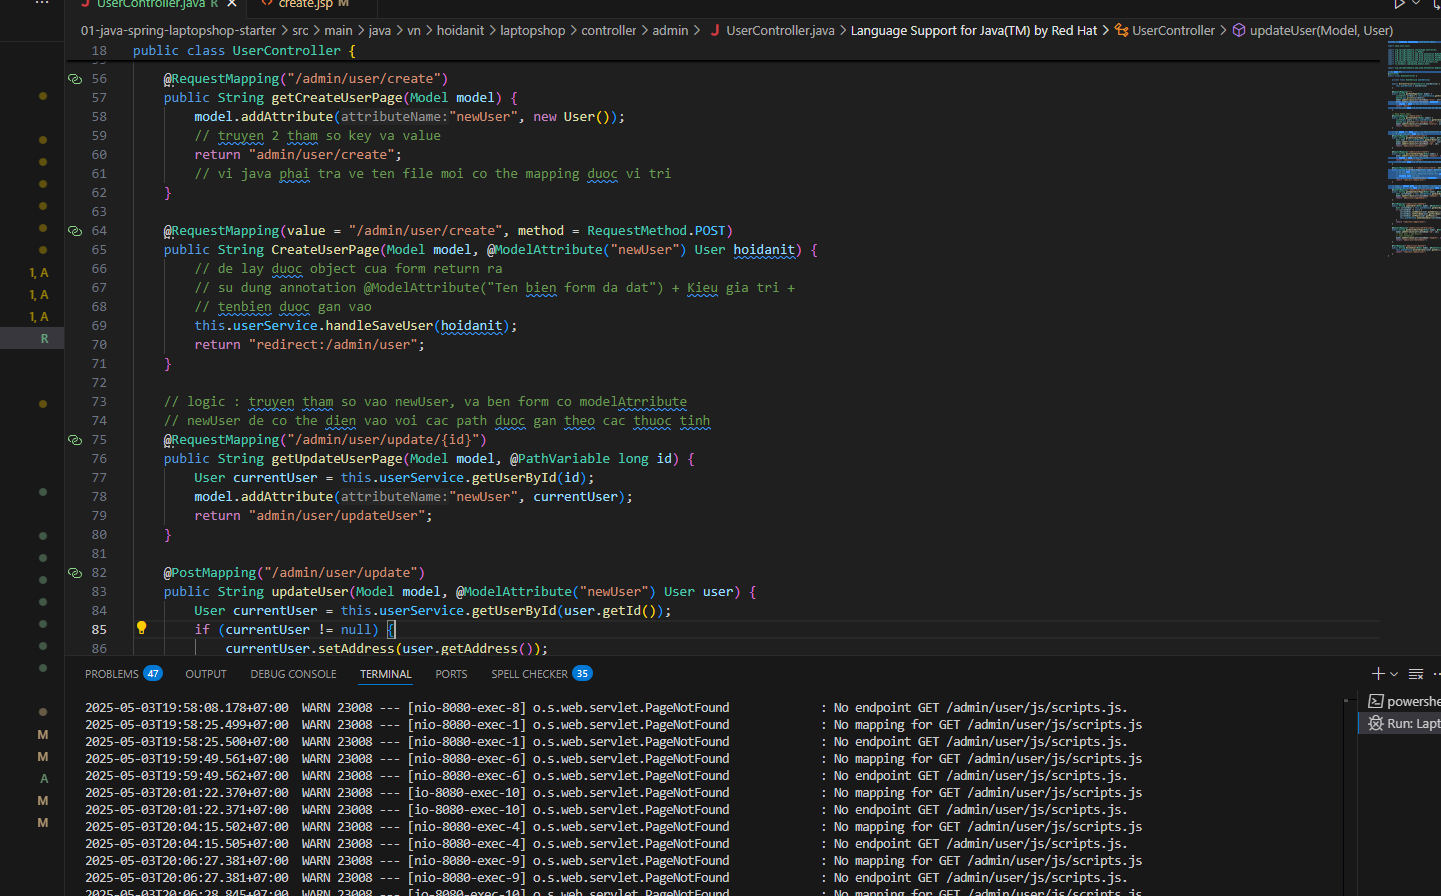 UserController.java R × create.jsp M
01-java-spring-laptopshop-starter > src > main > java > vn > hoidanit > laptopshop > controller > admin > J UserController.java > Language Support for Java(TM) by Red Hat > UserController > updateUser(Model, User)
18 public class UserController {
56 @RequestMapping("/admin/user/create")
57 public String getCreateUserPage(Model model) {
58 model.addAttribute(attributeName:"newUser", new User());
59 // truyen 2 tham so key va value
60 return "admin/user/create";
61 // vi java phai tra ve ten file moi co the mapping duoc vi tri
62 }
63
64 @RequestMapping(value = "/admin/user/create", method = RequestMethod.POST)
65 public String CreateUserPage(Model model, @ModelAttribute("newUser") User hoidanit) {
66 // de lay duoc object cua form return ra
67 // su dung annotation @ModelAttribute("Ten bien form da dat") + Kieu gia tri +
68 // tenbien duoc gan vao
69 this.userService.handleSaveUser(hoidanit);
70 return "redirect:/admin/user";
71 }
72
73 // logic : truyen tham so vao newUser, va ben form co modelAtrribute
74 // newUser de co the dien vao voi cac path duoc gan theo cac thuoc tinh
75 @RequestMapping("/admin/user/update/{id}")
76 public String getUpdateUserPage(Model model, @PathVariable long id) {
77 User currentUser = this.userService.getUserById(id);
78 model.addAttribute(attributeName:"newUser", currentUser);
79 return "admin/user/updateUser";
80 }
81
82 @PostMapping("/admin/user/update")
83 public String updateUser(Model model, @ModelAttribute("newUser") User user) {
84 User currentUser = this.userService.getUserById(user.getId());
85 if (currentUser != null) {
86 currentUser.setAddress(user.getAddress());
1, A
1, A
1, A
R
M
M
A
M
M
PROBLEMS 47 OUTPUT DEBUG CONSOLE TERMINAL PORTS SPELL CHECKER 35
2025-05-03T19:58:08.178+07:00 WARN 23008 --- [nio-8080-exec-8] o.s.web.servlet.PageNotFound : No endpoint GET /admin/user/js/scripts.js.
2025-05-03T19:58:25.499+07:00 WARN 23008 --- [nio-8080-exec-1] o.s.web.servlet.PageNotFound : No mapping for GET /admin/user/js/scripts.js
2025-05-03T19:58:25.500+07:00 WARN 23008 --- [nio-8080-exec-1] o.s.web.servlet.PageNotFound : No endpoint GET /admin/user/js/scripts.js.
2025-05-03T19:59:49.561+07:00 WARN 23008 --- [nio-8080-exec-6] o.s.web.servlet.PageNotFound : No mapping for GET /admin/user/js/scripts.js
2025-05-03T19:59:49.562+07:00 WARN 23008 --- [nio-8080-exec-6] o.s.web.servlet.PageNotFound : No endpoint GET /admin/user/js/scripts.js.
2025-05-03T20:01:22.370+07:00 WARN 23008 --- [io-8080-exec-10] o.s.web.servlet.PageNotFound : No mapping for GET /admin/user/js/scripts.js
2025-05-03T20:01:22.371+07:00 WARN 23008 --- [io-8080-exec-10] o.s.web.servlet.PageNotFound : No endpoint GET /admin/user/js/scripts.js.
2025-05-03T20:04:15.502+07:00 WARN 23008 --- [nio-8080-exec-4] o.s.web.servlet.PageNotFound : No mapping for GET /admin/user/js/scripts.js
2025-05-03T20:04:15.505+07:00 WARN 23008 --- [nio-8080-exec-4] o.s.web.servlet.PageNotFound : No endpoint GET /admin/user/js/scripts.js.
2025-05-03T20:06:27.381+07:00 WARN 23008 --- [nio-8080-exec-9] o.s.web.servlet.PageNotFound : No mapping for GET /admin/user/js/scripts.js
2025-05-03T20:06:27.381+07:00 WARN 23008 --- [nio-8080-exec-9] o.s.web.servlet.PageNotFound : No endpoint GET /admin/user/js/scripts.js.
2025-05-03T20:06:28.845+07:00 WARN 23008 --- [io-8080-exec-10] o.s.web.servlet.PageNotFound : No mapping for GET /admin/user/js/scripts.js
powershe
Run: Lapt